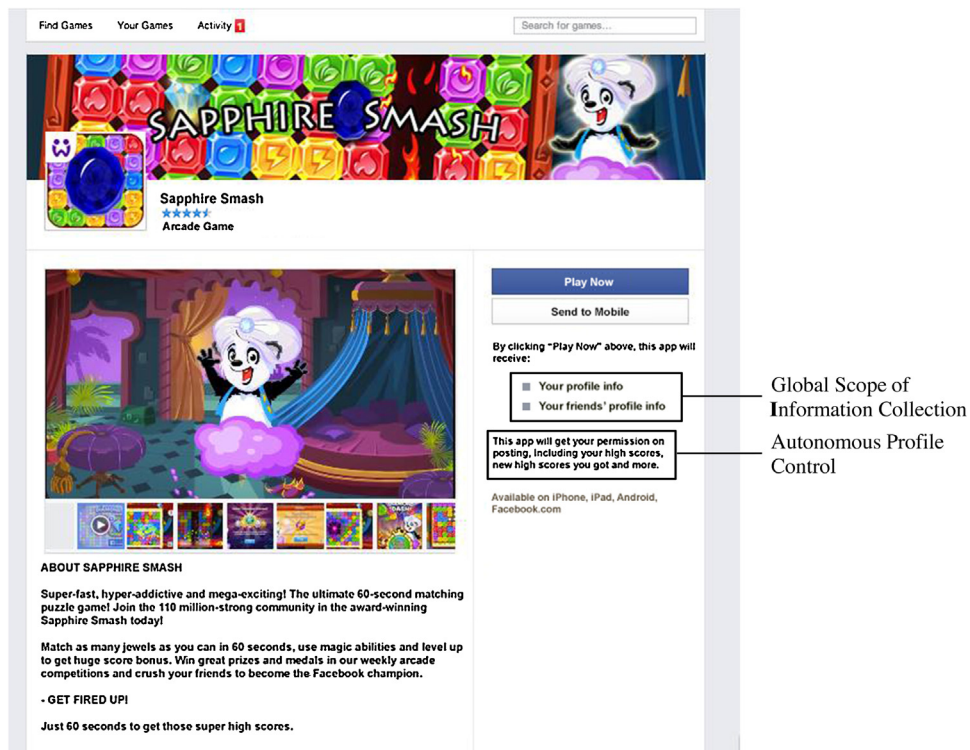 Find Games Your Games Activity 1
Search for games...
SAPPHIRE SMASH
Sapphire Smash
Arcade Game
Play Now
Send to Mobile
By clicking "Play Now" above, this app will
receive:
Your profile info
Your friends' profile info
This app will get your permission on
posting, including your high scores,
new high scores you got and more.
Available on iPhone, iPad, Android,
Facebook.com
Global Scope of
Information Collection
Autonomous Profile
Control
ABOUT SAPPHIRE SMASH
Super-fast, hyper-addictive and mega-exciting! The ultimate 60-second matching
puzzle game! Join the 110 million-strong community in the award-winning
Sapphire Smash today!
Match as many jewels as you can in 60 seconds, use magic abilities and level up
to get huge score bonus. Win great prizes and medals in our weekly arcade
competitions and crush your friends to become the Facebook champion.
- GET FIRED UP!
Just 60 seconds to get those super high scores.